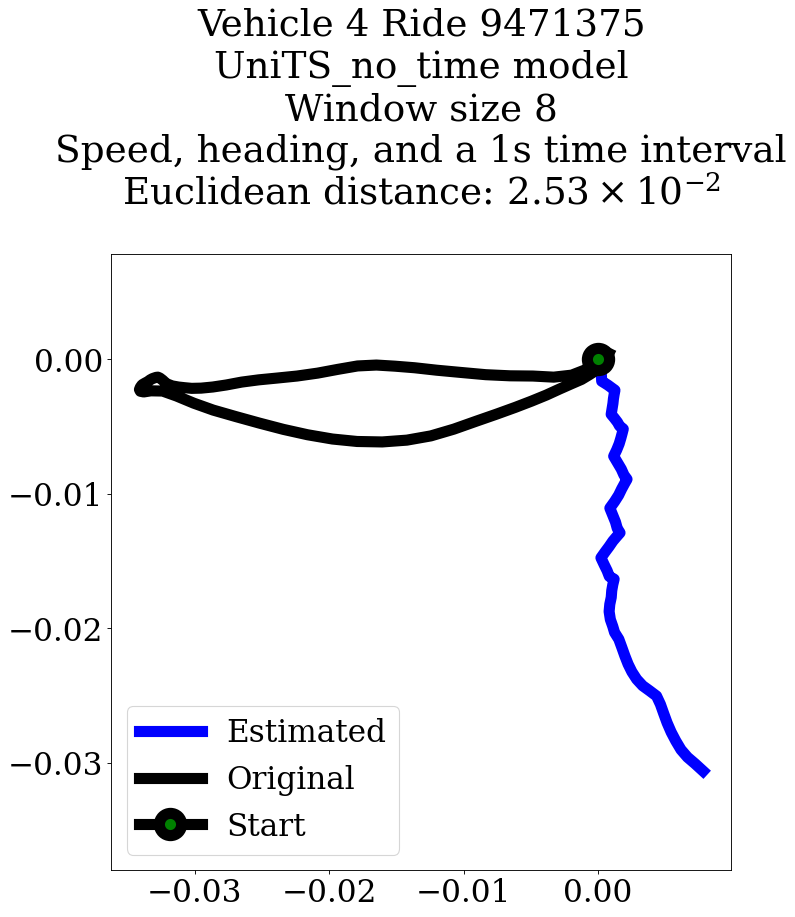 Vehicle 4 Ride 9471375
UniTS_no_time model
Window size 8
Speed, heading, and a 1s time interval
Euclidean distance: 2.53 × 10⁻²
0.00
−0.01
−0.02
−0.03
Estimated
Original
Start
−0.03 −0.02 −0.01 0.00